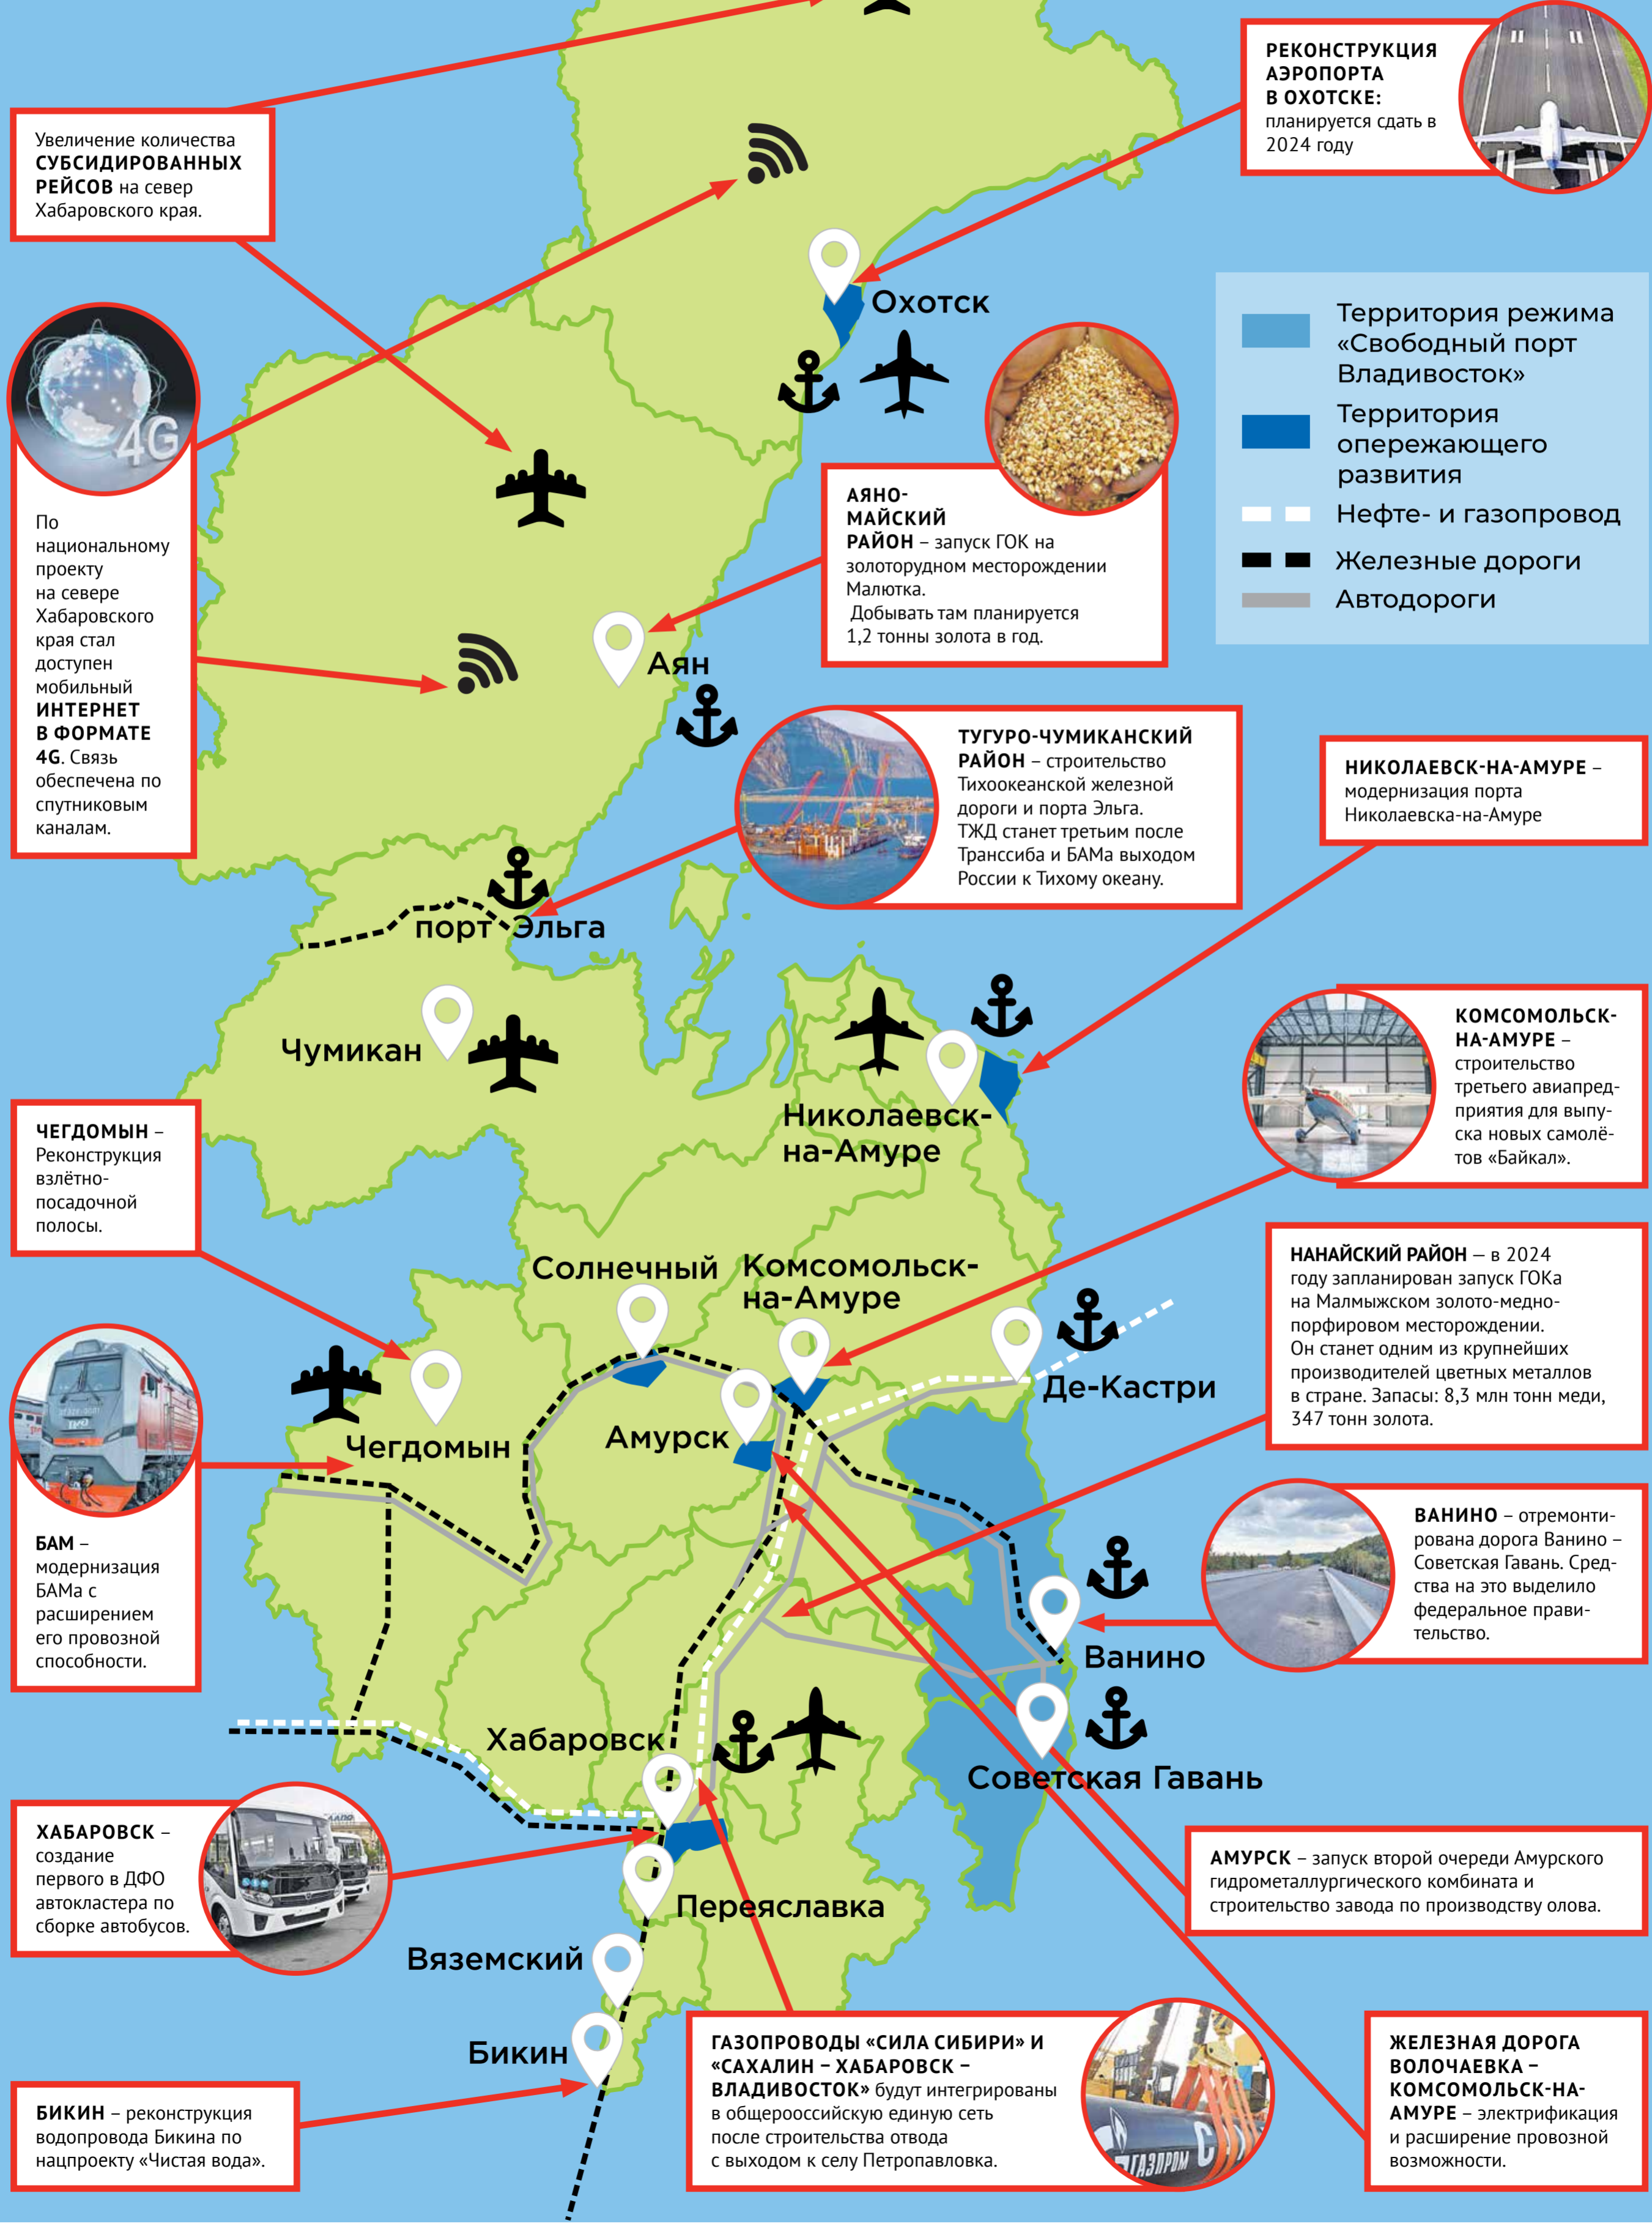 РЕКОНСТРУКЦИЯ
АЭРОПОРТА
В ОХОТСКЕ:
планируется сдать в
2024 году
Увеличение количества
СУБСИДИРОВАННЫХ
РЕЙСОВ на север
Хабаровского края.
Охотск
Территория режима
«Свободный порт
Владивосток»
Территория
опережающего
развития
Нефте- и газопровод
Железные дороги
Автодороги
4G
По
национальному
проекту
на севере
Хабаровского
края стал
доступен
мобильный
ИНТЕРНЕТ
В ФОРМАТЕ
4G. Связь
обеспечена по
спутниковым
каналам.
АЯНО-
МАЙСКИЙ
РАЙОН – запуск ГОК на
золоторудном месторождении
Малютка.
Добывать там планируется
1,2 тонны золота в год.
Аян
ТУГУРО-ЧУМИКАНСКИЙ
РАЙОН – строительство
Тихоокеанской железной
дороги и порта Эльга.
ТЖД станет третьим после
Транссиба и БАМа выходом
России к Тихому океану.
НИКОЛАЕВСК-НА-АМУРЕ –
модернизация порта
Николаевска-на-Амуре
порт Эльга
Чумикан
Николаевск-
на-Амуре
КОМСОМОЛЬСК-
НА-АМУРЕ –
строительство
третьего авиапред-
приятия для выпу-
ска новых самолё-
тов «Байкал».
ЧЕГДОМЫН –
Реконструкция
взлётно-
посадочной
полосы.
Солнечный
Комсомольск-
на-Амуре
НАНАЙСКИЙ РАЙОН — в 2024
году запланирован запуск ГОКа
на Малмыжском золото-медно-
порфировом месторождении.
Он станет одним из крупнейших
производителей цветных металлов
в стране. Запасы: 8,3 млн тонн меди,
347 тонн золота.
Де-Кастри
Чегдомын
Амурск
БАМ –
модернизация
БАМа с
расширением
его провозной
способности.
ВАНИНО – отремонти-
рована дорога Ванино –
Советская Гавань. Сред-
ства на это выделило
федеральное прави-
тельство.
Ванино
Хабаровск
Советская Гавань
ХАБАРОВСК –
создание
первого в ДФО
автокластера по
сборке автобусов.
АМУРСК – запуск второй очереди Амурского
гидрометаллургического комбината и
строительство завода по производству олова.
Переяславка
Вяземский
Бикин
БИКИН – реконструкция
водопровода Бикина по
нацпроекту «Чистая вода».
ГАЗОПРОВОДЫ «СИЛА СИБИРИ» И
«САХАЛИН – ХАБАРОВСК –
ВЛАДИВОСТОК» будут интегрированы
в общероссийскую единую сеть
после строительства отвода
с выходом к селу Петропавловка.
ГАЗПРОМ
ЖЕЛЕЗНАЯ ДОРОГА
ВОЛОЧАЕВКА –
КОМСОМОЛЬСК-НА-
АМУРЕ – электрификация
и расширение провозной
возможности.